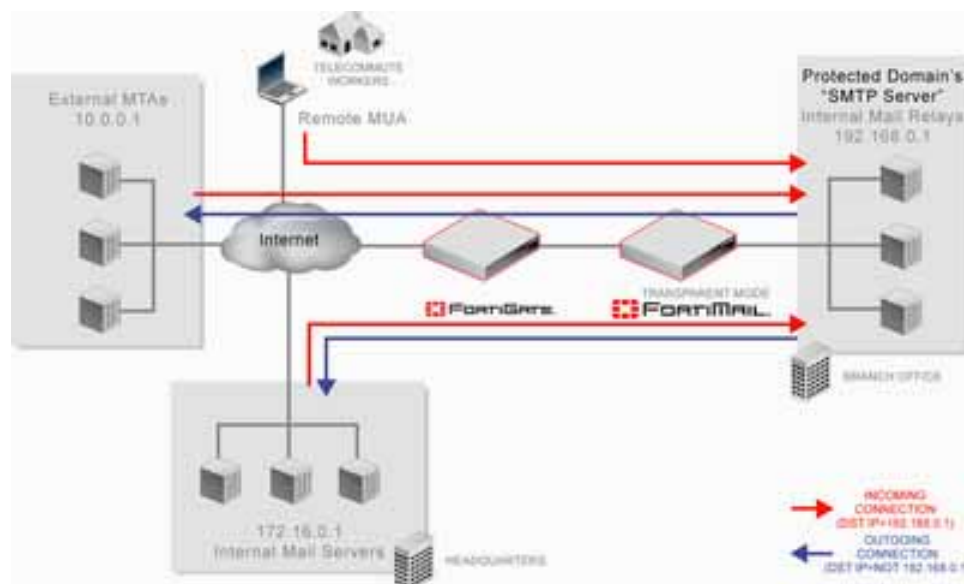 TELECOMMUTE
WORKERS
External MTAs
10.0.0.1
Remote MUA
Protected Domain's
"SMTP Server"
Internal Mail Relays
192.168.0.1
Internet
FORTIGATE.
TRANSPARENT MODE
FORTIMAIL.
BRANCH OFFICE
172.16.0.1
Internal Mail Servers
HEADQUARTERS
INCOMING
CONNECTION
(DST IP=192.168.0.1)
OUTGOING
CONNECTION
(DST IP=NOT 192.168.0.1